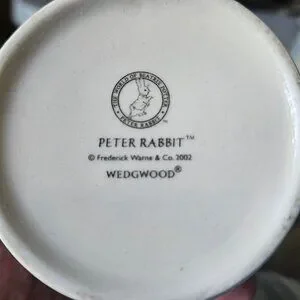 THE WORLD OF BEATRIX POTTER
PETER RABBIT
PETER RABBIT™
© Frederick Warne & Co. 2002
WEDGWOOD®